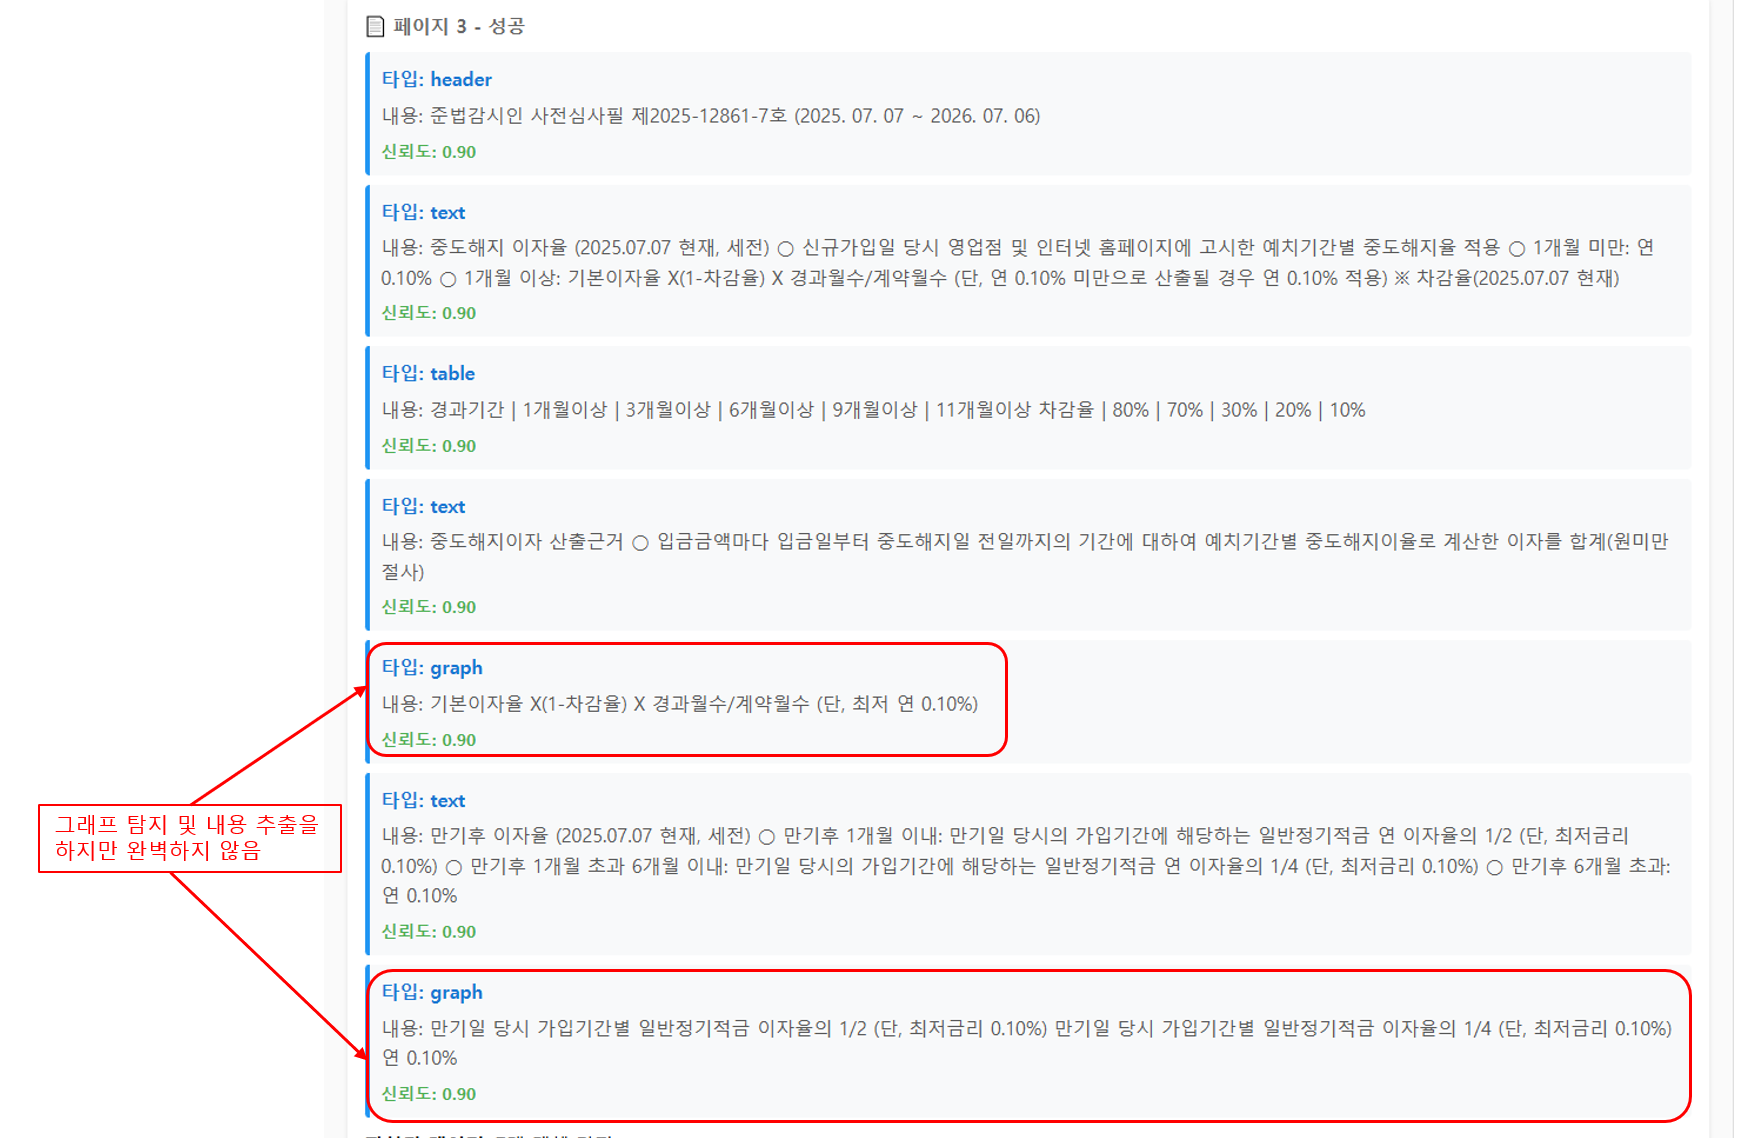 페이지 3 - 성공
타입: header
내용: 준법감시인 사전심사필 제2025-12861-7호 (2025. 07. 07 ~ 2026. 07. 06)
신뢰도: 0.90
타입: text
내용: 중도해지 이자율 (2025.07.07 현재, 세전) ○ 신규가입일 당시 영업점 및 인터넷 홈페이지에 고시한 예치기간별 중도해지율 적용 ○ 1개월 미만: 연
0.10% ○ 1개월 이상: 기본이자율 X(1-차감율) X 경과월수/계약월수 (단, 연 0.10% 미만으로 산출될 경우 연 0.10% 적용) ※ 차감율(2025.07.07 현재)
신뢰도: 0.90
타입: table
내용: 경과기간 | 1개월이상 | 3개월이상 | 6개월이상 | 9개월이상 | 11개월이상 차감율 | 80% | 70% | 30% | 20% | 10%
신뢰도: 0.90
타입: text
내용: 중도해지이자 산출근거 ○ 입금금액마다 입금일부터 중도해지일 전일까지의 기간에 대하여 예치기간별 중도해지이율로 계산한 이자를 합계(원미만
절사)
신뢰도: 0.90
타입: graph
내용: 기본이자율 X(1-차감율) X 경과월수/계약월수 (단, 최저 연 0.10%)
신뢰도: 0.90
그래프 탐지 및 내용 추출을
하지만 완벽하지 않음
타입: text
내용: 만기후 이자율 (2025.07.07 현재, 세전) ○ 만기후 1개월 이내: 만기일 당시의 가입기간에 해당하는 일반정기적금 연 이자율의 1/2 (단, 최저금리
0.10%) ○ 만기후 1개월 초과 6개월 이내: 만기일 당시의 가입기간에 해당하는 일반정기적금 연 이자율의 1/4 (단, 최저금리 0.10%) ○ 만기후 6개월 초과:
연 0.10%
신뢰도: 0.90
타입: graph
내용: 만기일 당시 가입기간별 일반정기적금 이자율의 1/2 (단, 최저금리 0.10%) 만기일 당시 가입기간별 일반정기적금 이자율의 1/4 (단, 최저금리 0.10%)
연 0.10%
신뢰도: 0.90